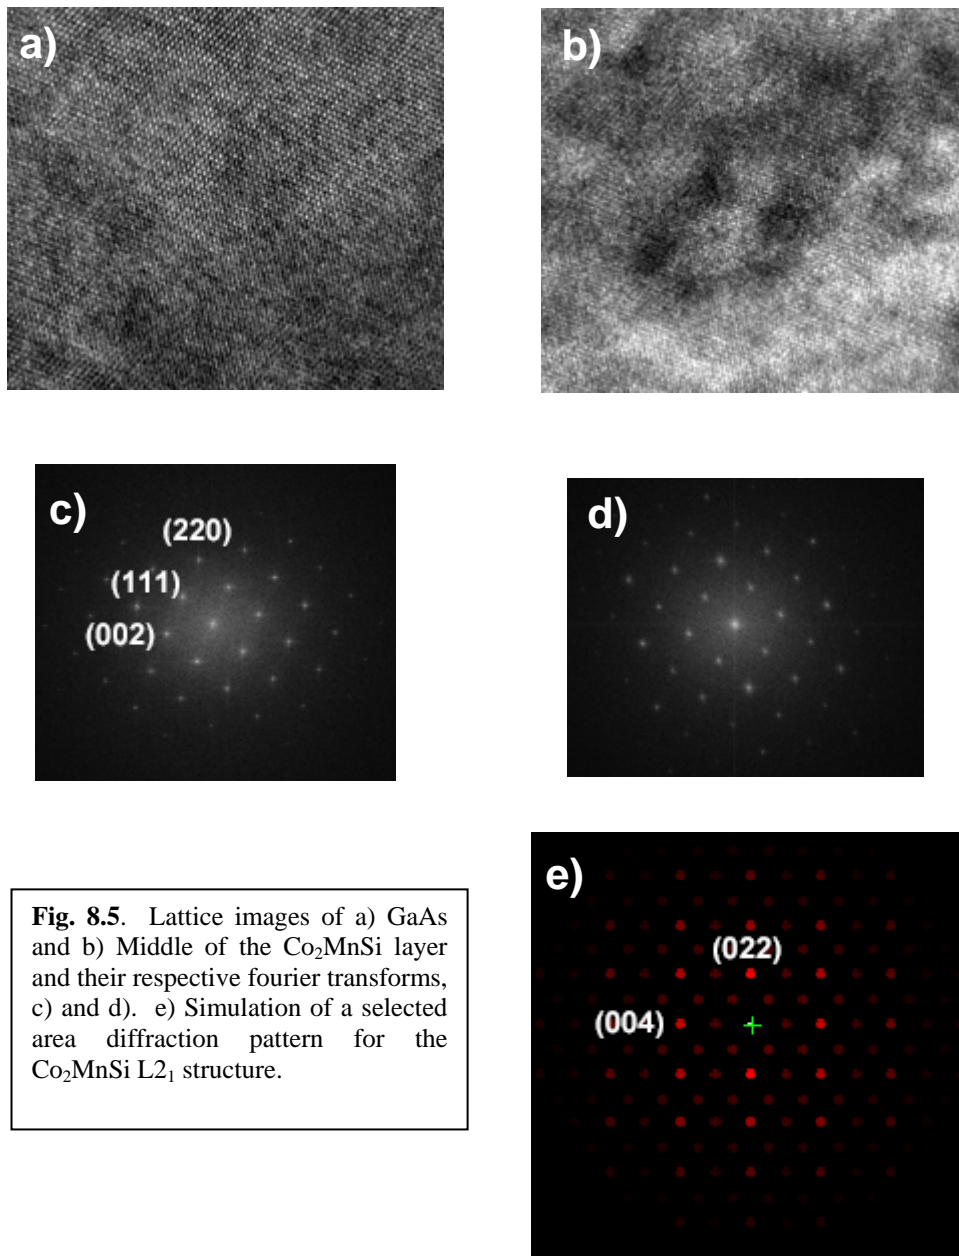 a)
b)
c)
(220)
(111)
(002)
d)
e)
(022)
(004)
Fig. 8.5. Lattice images of a) GaAs
and b) Middle of the Co₂MnSi layer
and their respective fourier transforms,
c) and d). e) Simulation of a selected
area diffraction pattern for the
Co₂MnSi L2₁ structure.